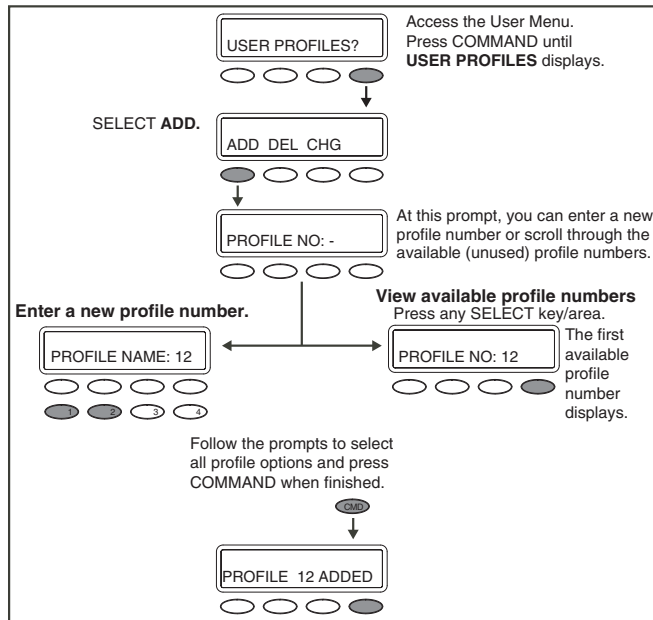 USER PROFILES?
Access the User Menu.
Press COMMAND until
USER PROFILES displays.
SELECT ADD.
ADD DEL CHG
PROFILE NO: -
At this prompt, you can enter a new
profile number or scroll through the
available (unused) profile numbers.
Enter a new profile number.
PROFILE NAME: 12
1 2 3 4
View available profile numbers
Press any SELECT key/area.
PROFILE NO: 12
The first
available
profile
number
displays.
Follow the prompts to select
all profile options and press
COMMAND when finished.
CMD
PROFILE 12 ADDED